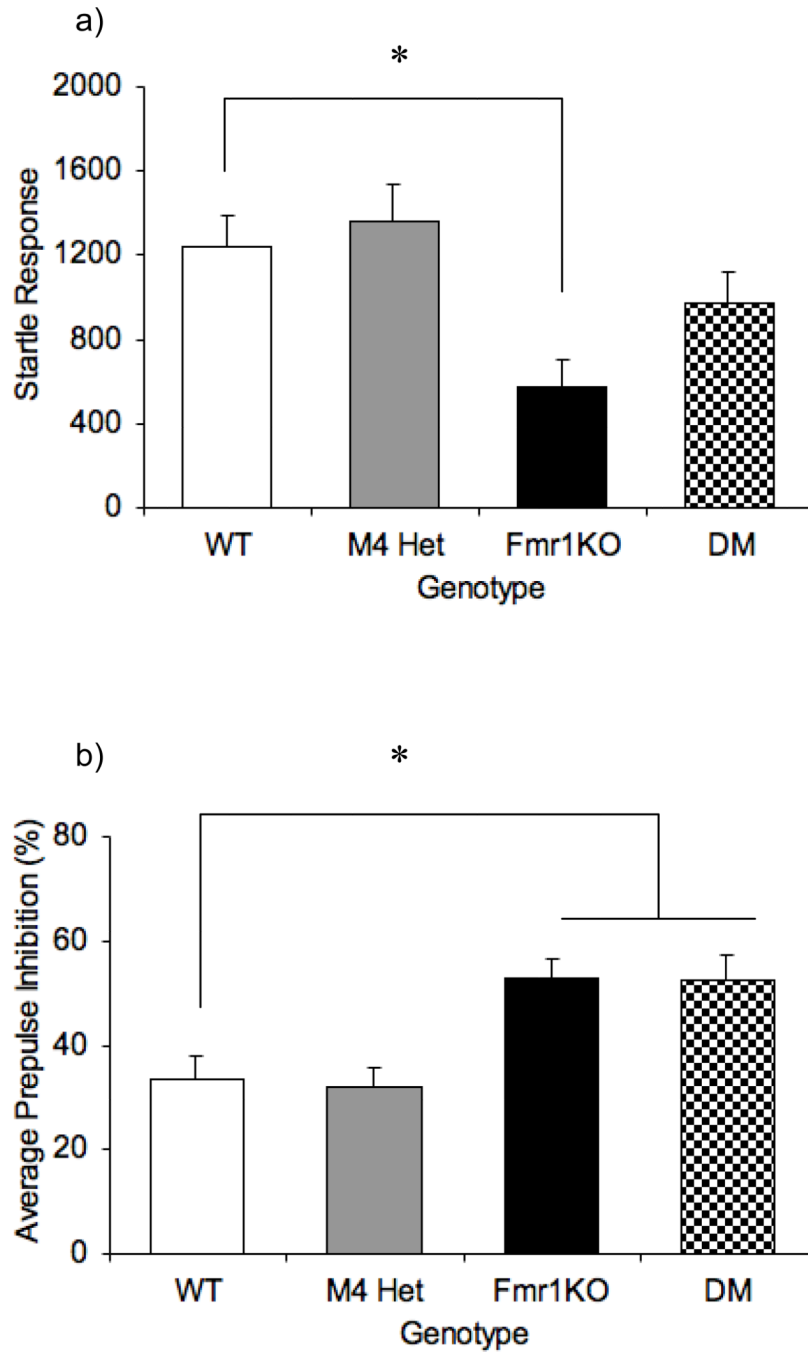 a)
*
2000
1600
1200
800
400
0
Startle Response
WT M4 Het Fmr1KO DM
Genotype
b)
*
80
60
40
20
0
Average Prepulse Inhibition (%)
WT M4 Het Fmr1KO DM
Genotype